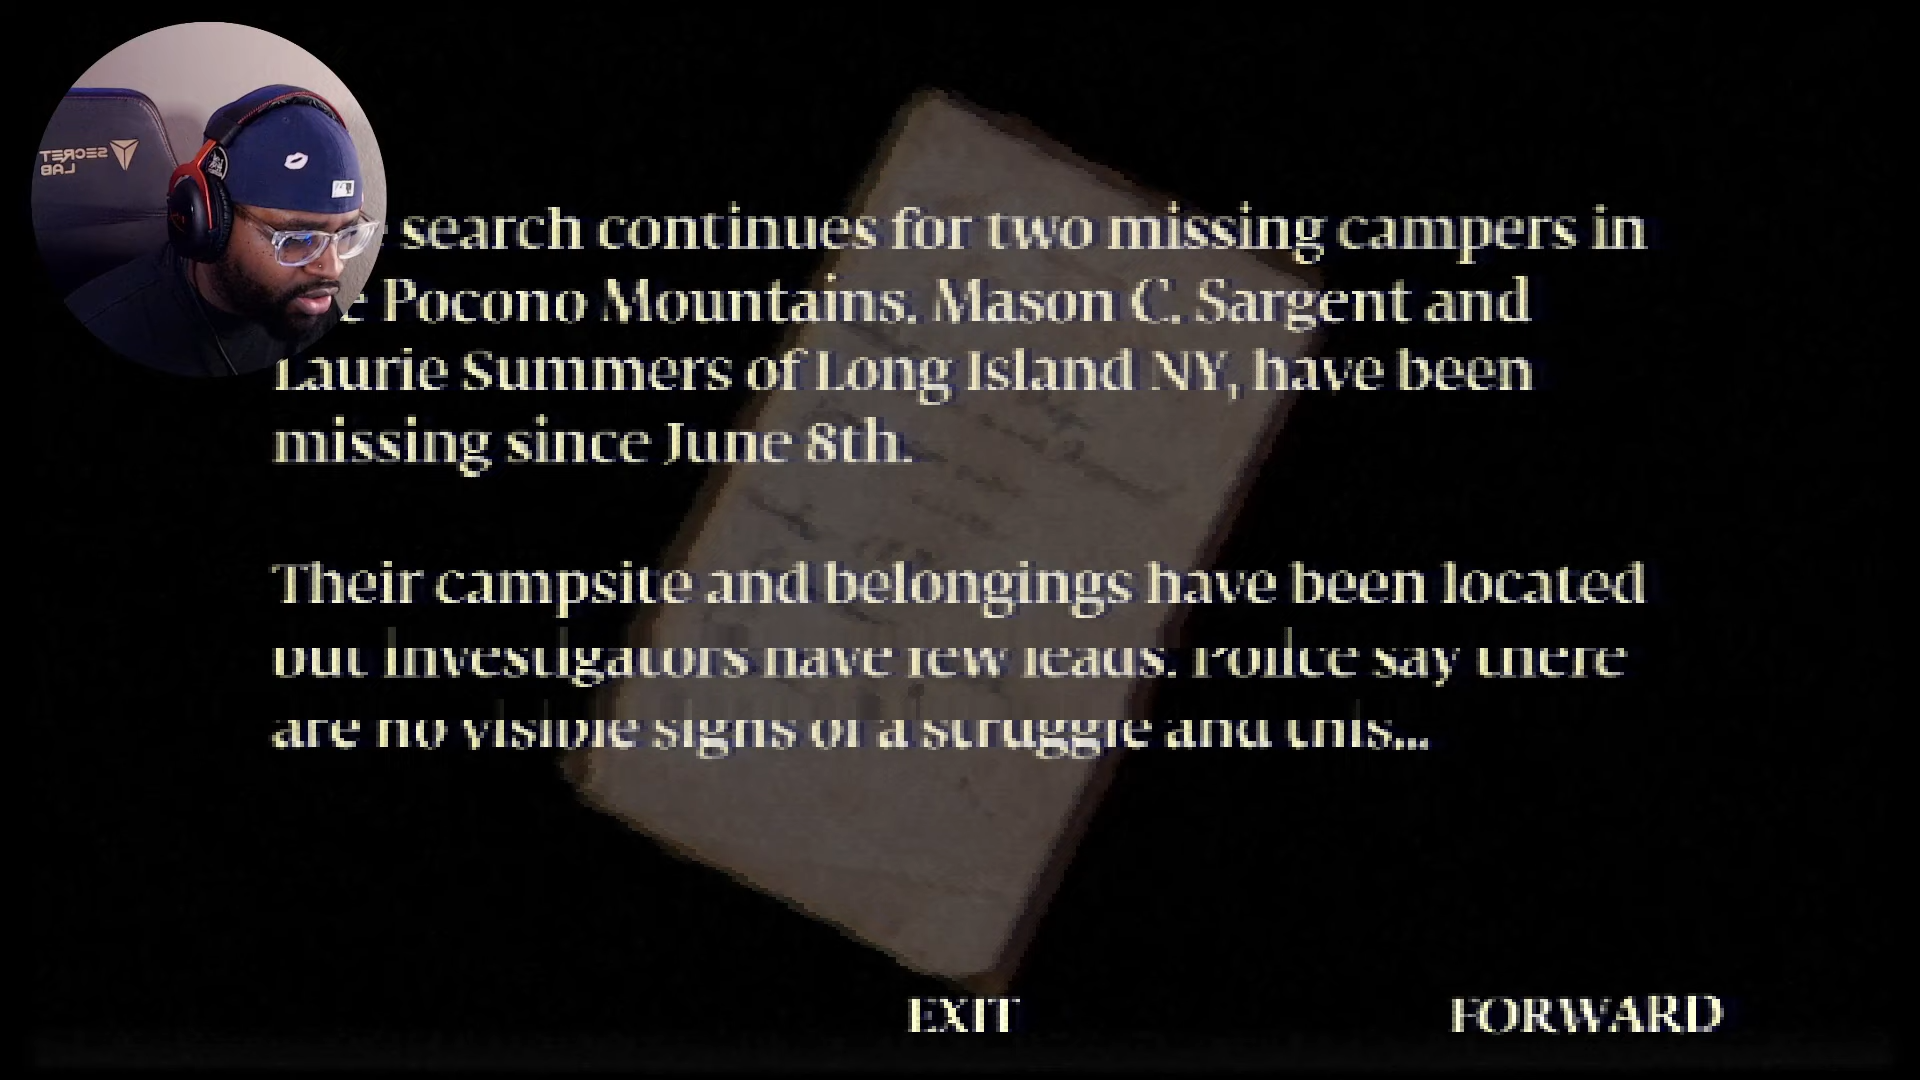 SECRET
LAB
search continues for two missing campers in
Pocono Mountains. Mason C. Sargent and
Laurie Summers of Long Island NY, have been
missing since June 8th.
Their campsite and belongings have been located
but investigators have few leads. Police say there
are no visible signs of a struggle and this...
EXIT
FORWARD